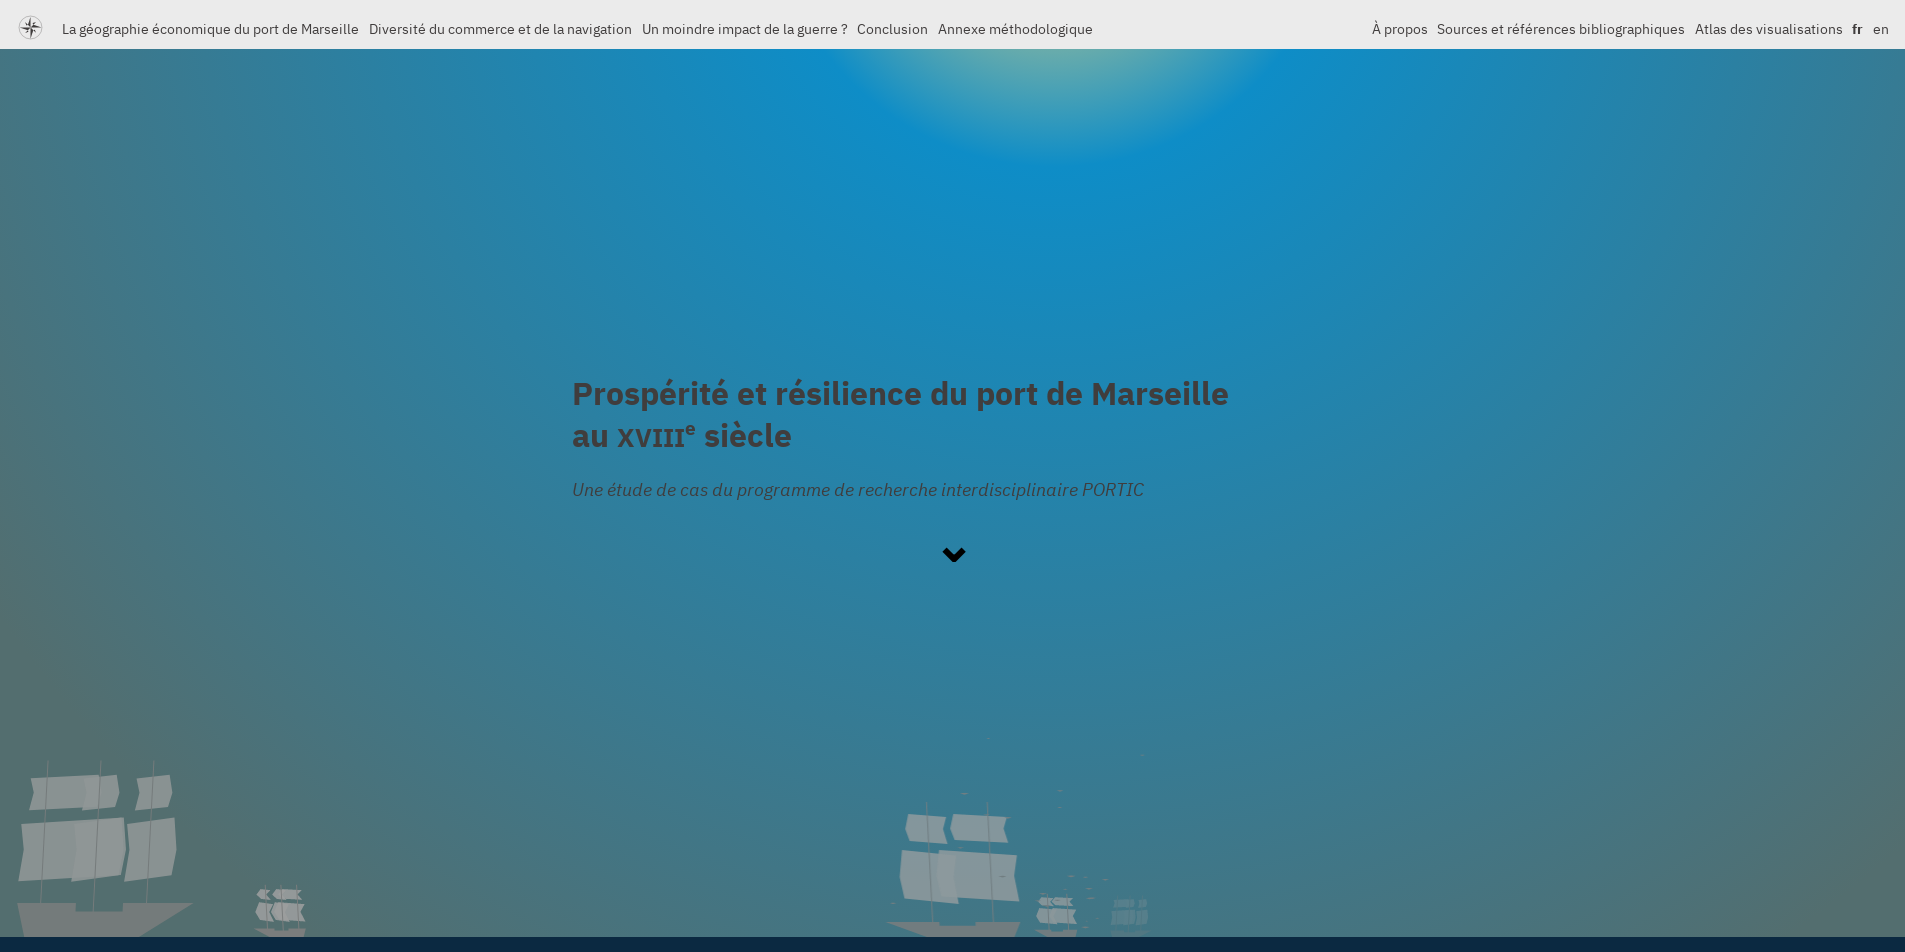 La géographie économique du port de Marseille Diversité du commerce et de la navigation Un moindre impact de la guerre ? Conclusion Annexe méthodologique À propos Sources et références bibliographiques Atlas des visualisations fr en
Prospérité et résilience du port de Marseille
au XVIIIe siècle
Une étude de cas du programme de recherche interdisciplinaire PORTIC